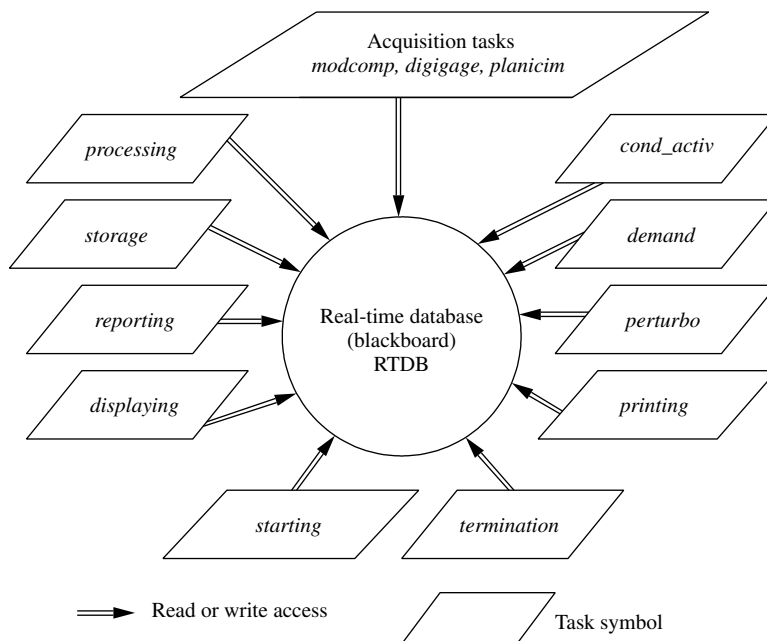 Acquisition tasks
modcomp, digigage, planicim
processing
cond_activ
storage
demand
Real-time database
(blackboard)
RTDB
reporting
perturbo
displaying
printing
starting
termination
Read or write access
Task symbol